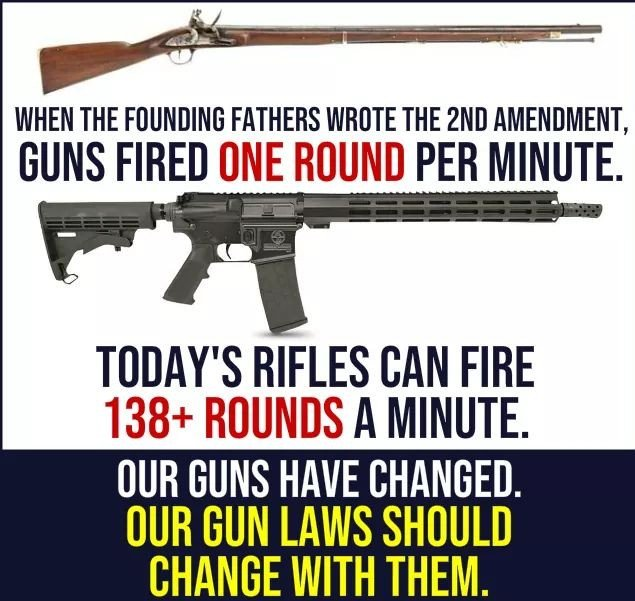 WHEN THE FOUNDING FATHERS WROTE THE 2ND AMENDMENT,
GUNS FIRED ONE ROUND PER MINUTE.
TODAY'S RIFLES CAN FIRE
138+ ROUNDS A MINUTE.
OUR GUNS HAVE CHANGED.
OUR GUN LAWS SHOULD
CHANGE WITH THEM.